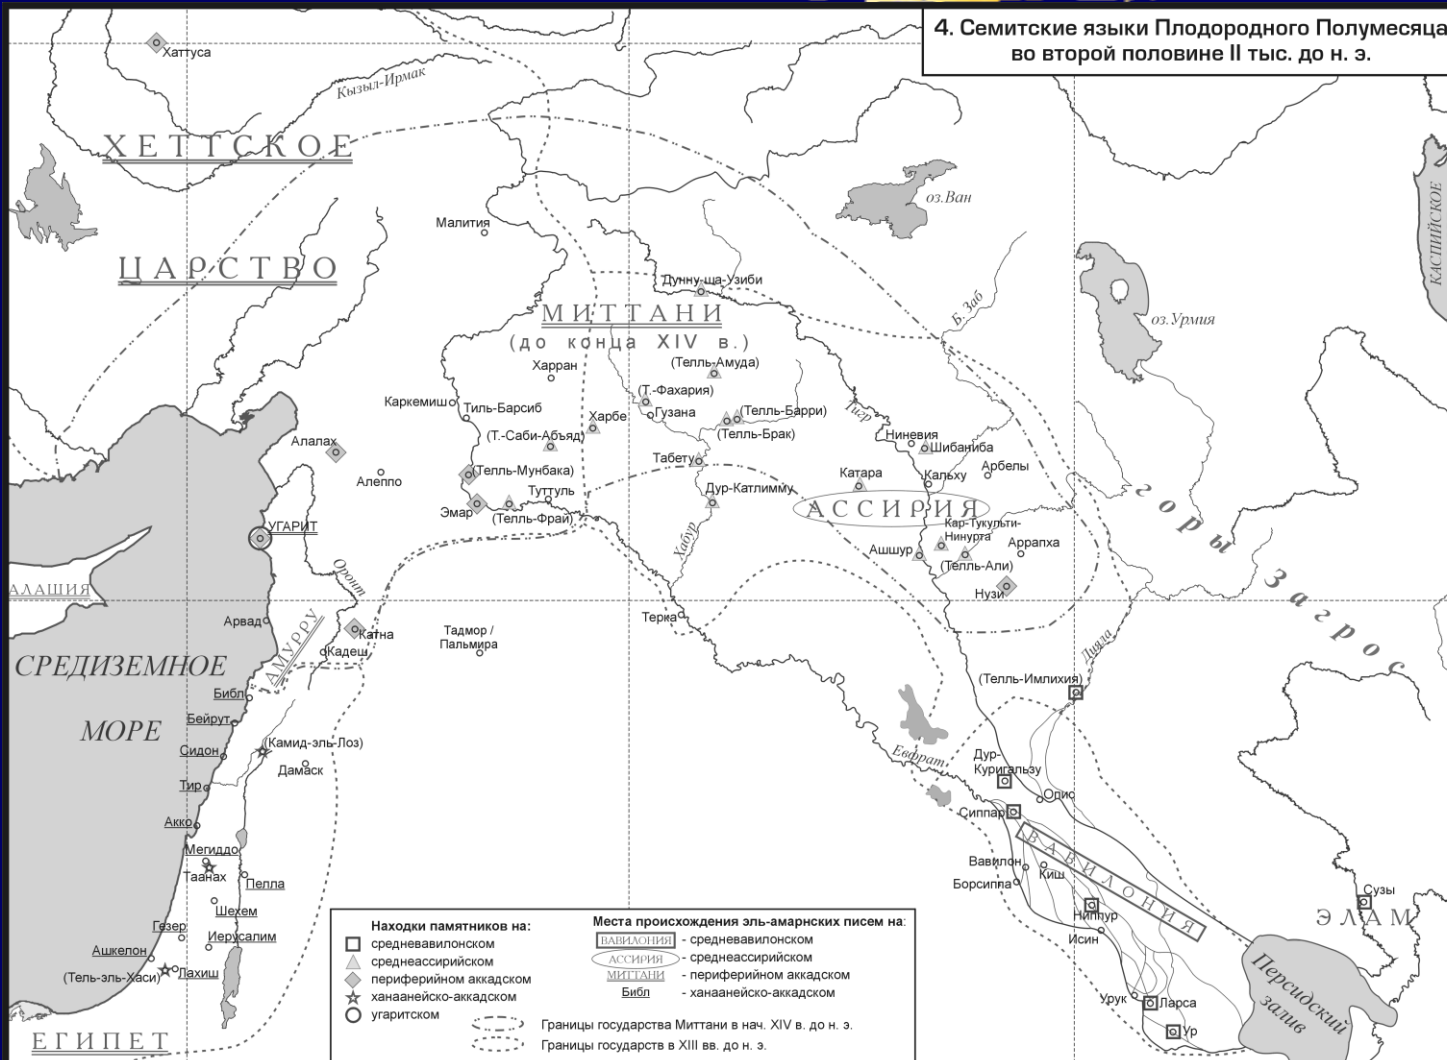 4. Семитские языки Плодородного Полумесяца
во второй половине II тыс. до н. э.
Хаттуса
Кызыл-Ирмак
ХЕТТСКОЕ
ЦАРСТВО
КАСПИЙСКОЕ
оз.Ван
Малития
Дунну-ша-Узиби
Б. Заб
оз.Урмия
МИТТАНИ
(до конца XIV в.)
Харран
(Телль-Амуда)
Каркемиш
Тиль-Барсиб
(Т.-Фахария)
Гузана
Харбе
(Телль-Барри)
(Телль-Брак)
Тигр
Алалах
(Т.-Саби-Абъяд)
Ниневия
Шибаниба
Алеппо
(Телль-Мунбака)
Табету
Катара
Кальху
Арбелы
Туттуль
Дур-Катлимму
Эмар
(Телль-Фрай)
АССИРИЯ
горы Загрос
УГАРИТ
Хабур
Кар-Тукульти-
Нинурта
Ашшур
Аррапха
(Телль-Али)
АЛАШИЯ
Оронт
Нузи
Арвад
АМУРРУ
Катна
Кадеш
Тадмор /
Пальмира
Терка
Дияла
СРЕДИЗЕМНОЕ
МОРЕ
(Телль-Имлихия)
Библ
Бейрут
Сидон
(Камид-эль-Лоз)
Дамаск
Евфрат
Дур-
Куригальзу
Тир
Опис
Сиппар
Акко
ВАВИЛОНИЯ
Мегиддо
Таанах
Вавилон
Киш
Пелла
Борсиппа
Сузы
Шехем
Ниппур
ЭЛАМ
Гезер
Иерусалим
Исин
Ашкелон
(Тель-эль-Хаси)
Лахиш
Персидский
залив
Урук
Ларса
Ур
ЕГИПЕТ
Находки памятников на:
средневавилонском
среднеассирийском
периферийном аккадском
ханаанейско-аккадском
угаритском
Места происхождения эль-амарнских писем на:
ВАВИЛОНИЯ - средневавилонском
АССИРИЯ - среднеассирийском
МИТТАНИ - периферийном аккадском
Библ - ханаанейско-аккадском
Границы государства Миттани в нач. XIV в. до н. э.
Границы государств в XIII вв. до н. э.